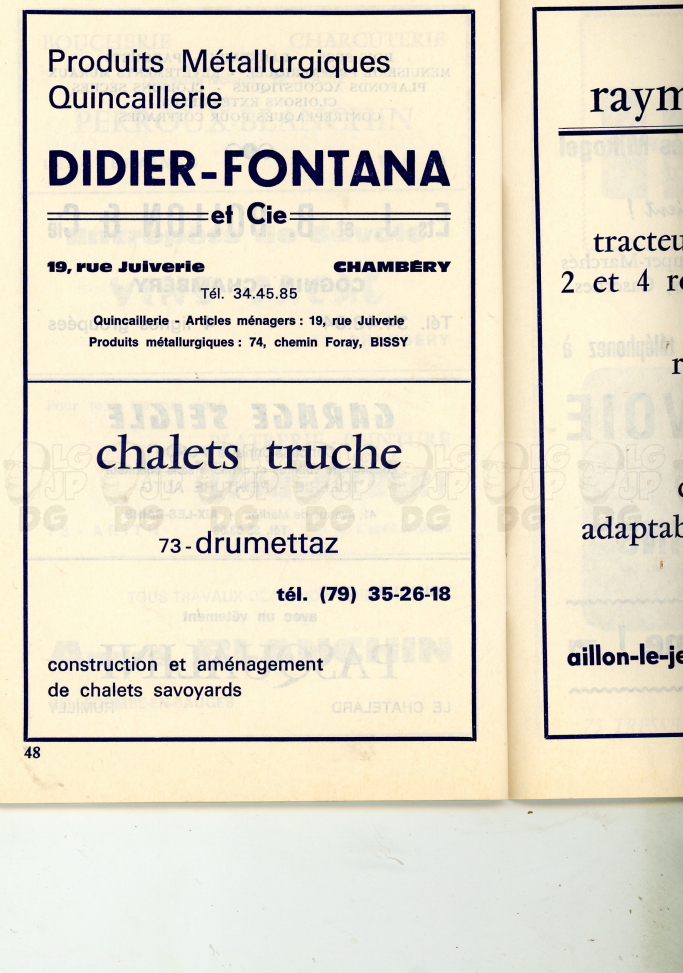 Produits Métallurgiques
Quincaillerie
DIDIER-FONTANA
et Cie
19, rue Juiverie CHAMBÉRY
Tél. 34.45.85
Quincaillerie - Articles ménagers : 19, rue Juiverie
Produits métallurgiques : 74, chemin Foray, BISSY
chalets truche
73 - drumettaz
tél. (79) 35-26-18
construction et aménagement
de chalets savoyards
48
adaptab
aillon-le-je
raym
tracteu
2 et 4 r